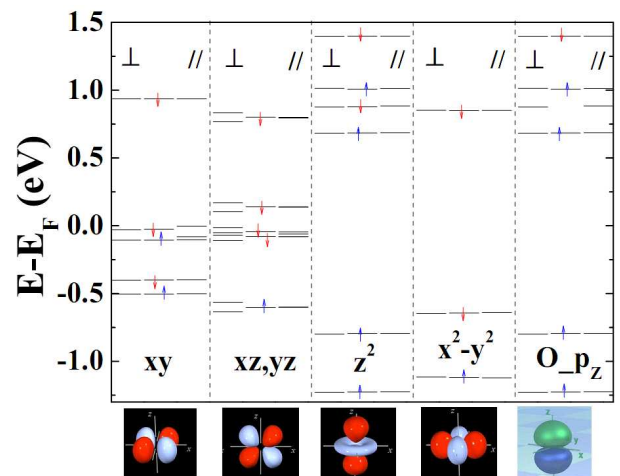 E-E_F (eV)
1.5
1.0
0.5
0.0
-0.5
-1.0
⊥ // ⊥ // ⊥ // ⊥ // ⊥ //
xy xz,yz z² x²-y² O_p_z
z x z x z x z x z y x